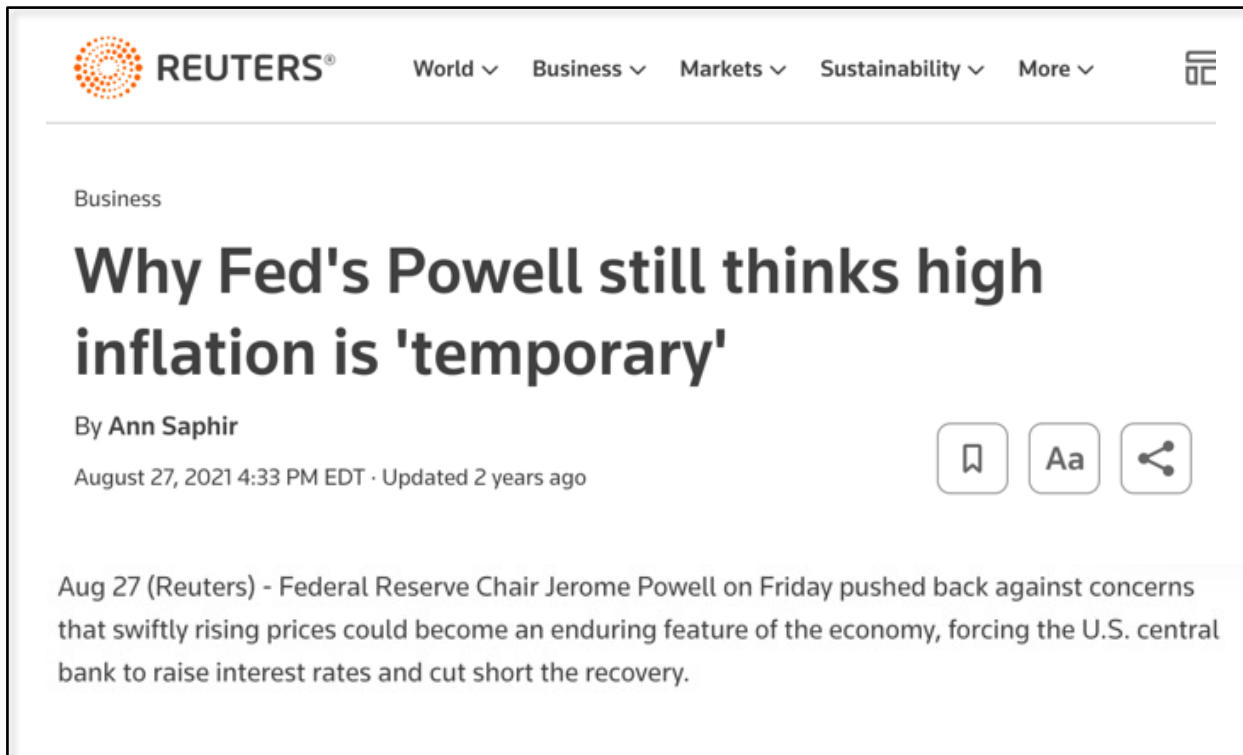 REUTERS® World Business Markets Sustainability More
Business
Why Fed's Powell still thinks high
inflation is 'temporary'
By Ann Saphir
August 27, 2021 4:33 PM EDT · Updated 2 years ago
Aa
Aug 27 (Reuters) - Federal Reserve Chair Jerome Powell on Friday pushed back against concerns
that swiftly rising prices could become an enduring feature of the economy, forcing the U.S. central
bank to raise interest rates and cut short the recovery.